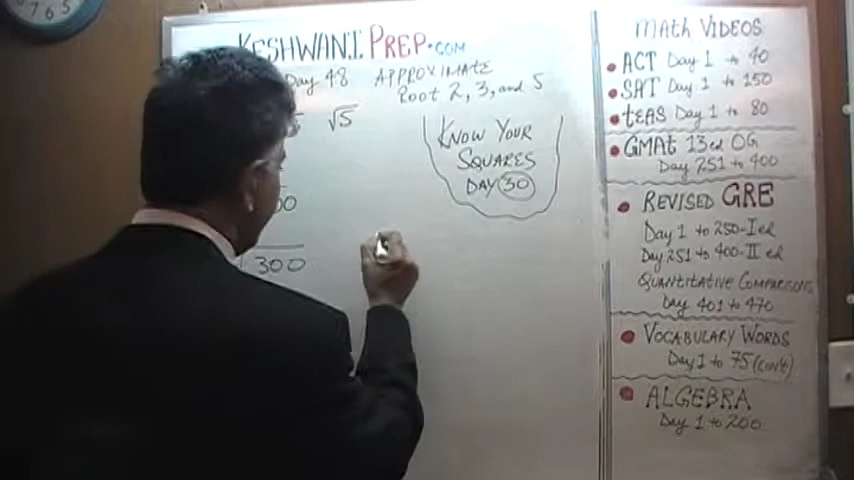 7 6 5
KESHWANI PREP.COM
Day 48 APPROXIMATE
Root 2, 3, and 5
√5
KNOW YOUR
SQUARES
DAY 30
00
300
MATH VIDEOS
ACT Day 1 to 40
SAT Day 1 to 150
tEAS Day 1 to 80
GMAt 13ed OG
Day 251 to 400
REVISED GRE
Day 1 to 250-I ed
Day 251 to 400-II ed
QUANTITATIVE COMPARISONS
Day 401 to 470
VOCABULARY WORDS
Day 1 to 75 (con't)
ALGEBRA
Day 1 to 200